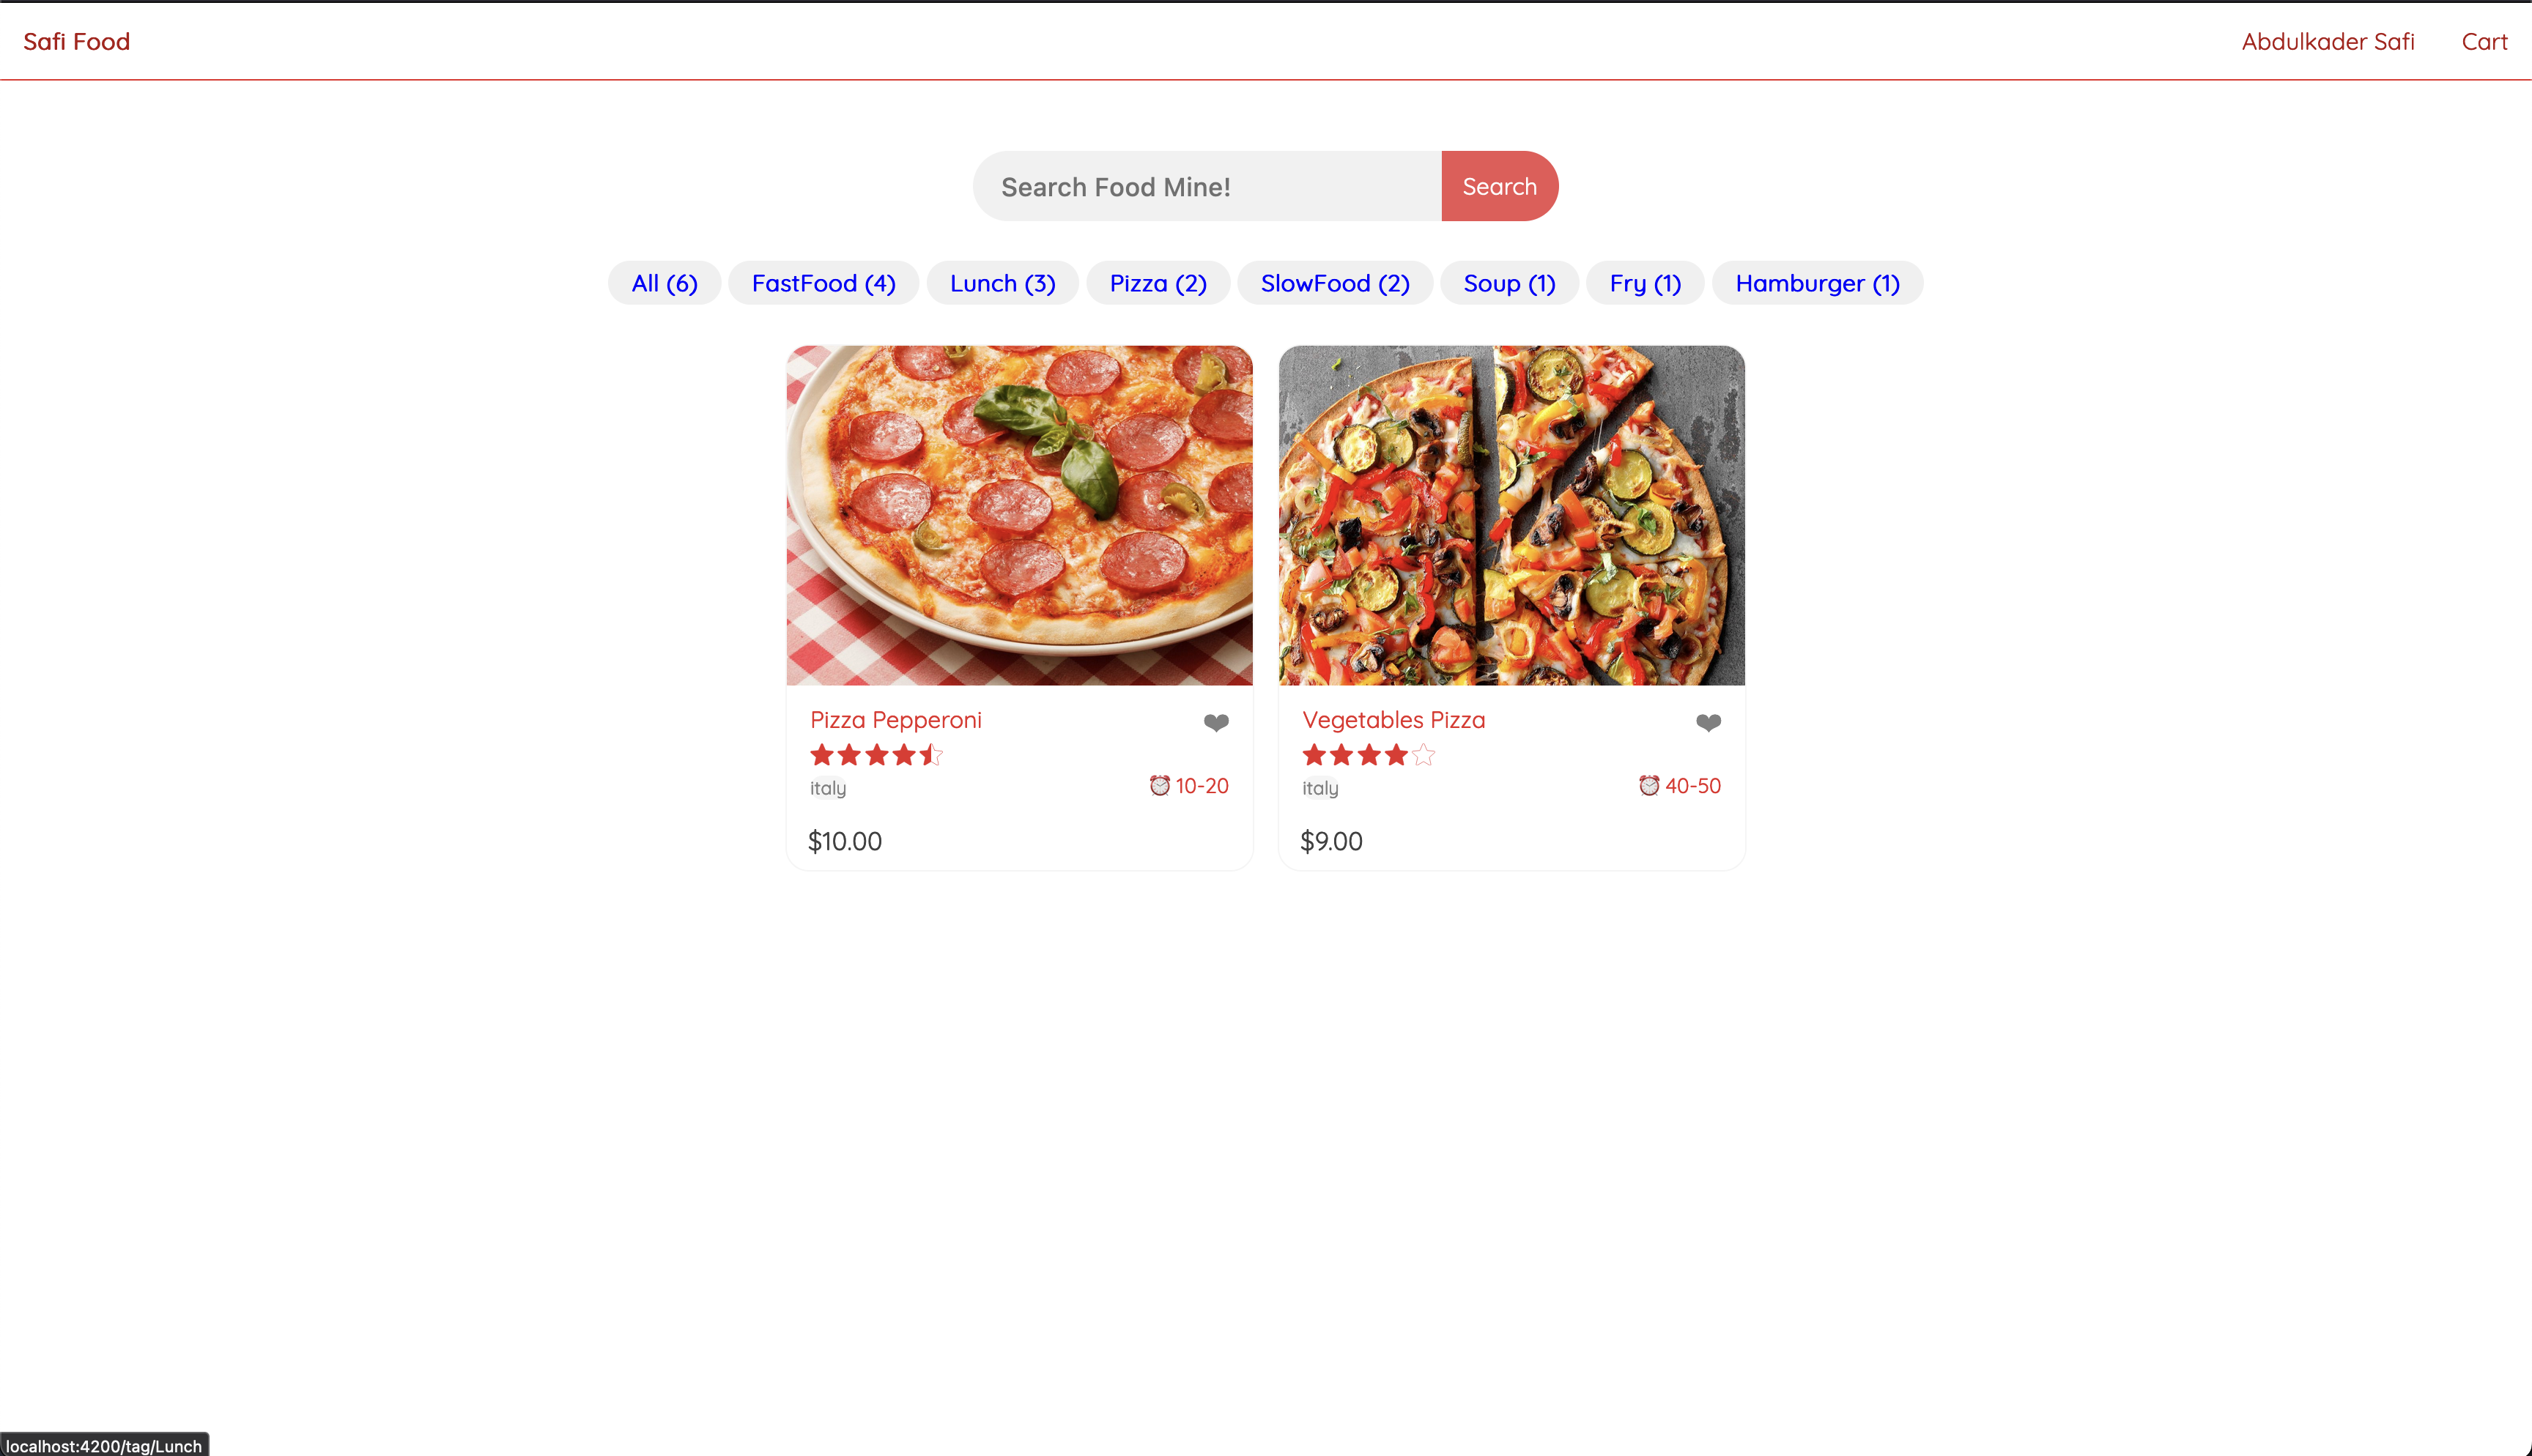 Safi Food
Abdulkader Safi Cart
Search Food Mine! Search
All (6) FastFood (4) Lunch (3) Pizza (2) SlowFood (2) Soup (1) Fry (1) Hamburger (1)
Pizza Pepperoni
italy
10-20
$10.00
Vegetables Pizza
italy
40-50
$9.00
localhost:4200/tag/Lunch